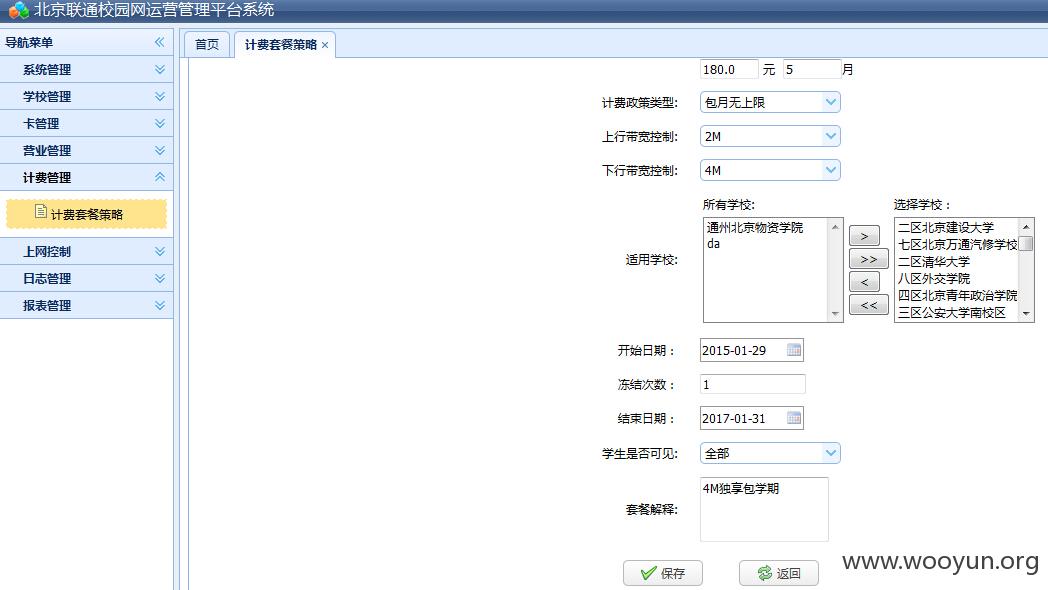 北京联通校园网运营管理平台系统
导航菜单
系统管理
学校管理
卡管理
营业管理
计费管理
计费套餐策略
上网控制
日志管理
报表管理
首页 计费套餐策略 ×
180.0 元 5 月
计费政策类型: 包月无上限
上行带宽控制: 2M
下行带宽控制: 4M
所有学校: 选择学校：
适用学校:
通州北京物资学院
da
>
>>
<
<<
二区北京建设大学
七区北京万通汽修学校
二区清华大学
八区外交学院
四区北京青年政治学院
三区公安大学南校区
开始日期： 2015-01-29
冻结次数： 1
结束日期： 2017-01-31
学生是否可见: 全部
套餐解释: 4M独享包学期
保存 返回
www.wooyun.org